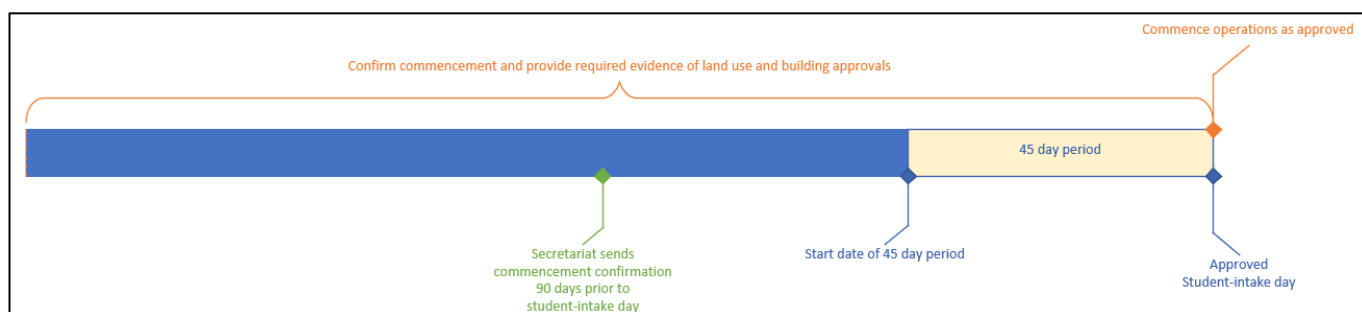 Commence operations as approved
Confirm commencement and provide required evidence of land use and building approvals
45 day period
Secretariat sends
commencement confirmation
90 days prior to
student-intake day
Start date of 45 day period
Approved
Student-intake day